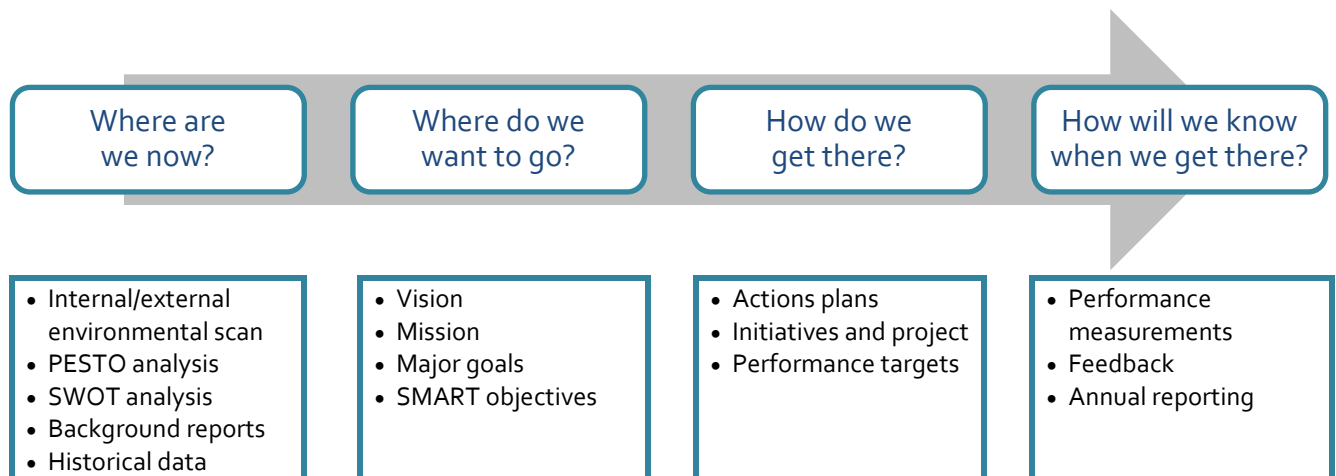 Where are
we now?
Where do we
want to go?
How do we
get there?
How will we know
when we get there?
• Internal/external
environmental scan
• PESTO analysis
• SWOT analysis
• Background reports
• Historical data
• Vision
• Mission
• Major goals
• SMART objectives
• Actions plans
• Initiatives and project
• Performance targets
• Performance
measurements
• Feedback
• Annual reporting